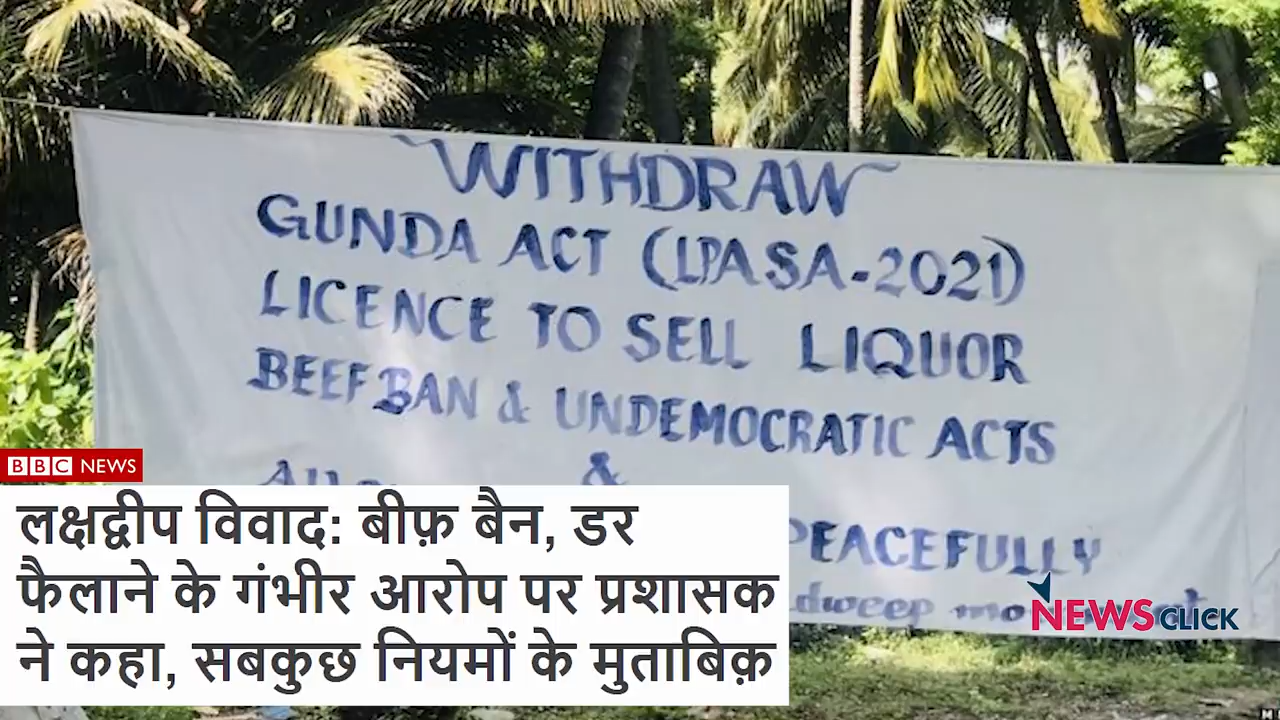 WITHDRAW
GUNDA ACT (LPASA-2021)
LICENCE TO SELL LIQUOR
BEEF BAN & UNDEMOCRATIC ACTS
&
PEACEFULLY
BBC NEWS
लक्षद्वीप विवाद: बीफ़ बैन, डर
फैलाने के गंभीर आरोप पर प्रशासक
ने कहा, सबकुछ नियमों के मुताबिक़
NEWSCLICK